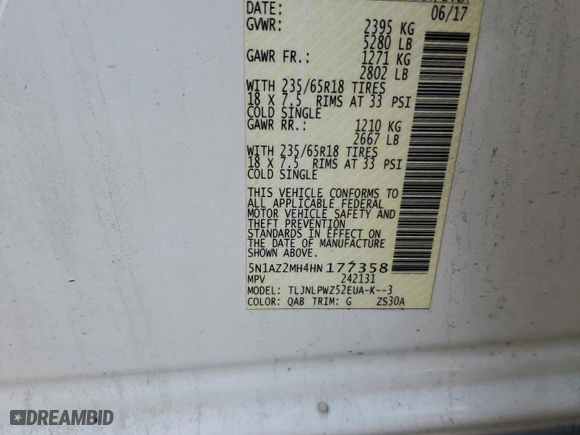 DATE: 06/17
GVWR: 2395 KG
5280 LB
GAWR FR.: 1271 KG
2802 LB
WITH 235/65R18 TIRES
18 X 7.5 RIMS AT 33 PSI
COLD SINGLE
GAWR RR.: 1210 KG
2667 LB
WITH 235/65R18 TIRES
18 X 7.5 RIMS AT 33 PSI
COLD SINGLE
THIS VEHICLE CONFORMS TO
ALL APPLICABLE FEDERAL
MOTOR VEHICLE SAFETY AND
THEFT PREVENTION
STANDARDS IN EFFECT ON
THE DATE OF MANUFACTURE
SHOWN ABOVE.
5N1AZ2MH4HN177358
MPV 242131
MODEL: TLJNLPWZ52EUA-K--3
COLOR: QAB TRIM: G ZS30A
DREAMBID